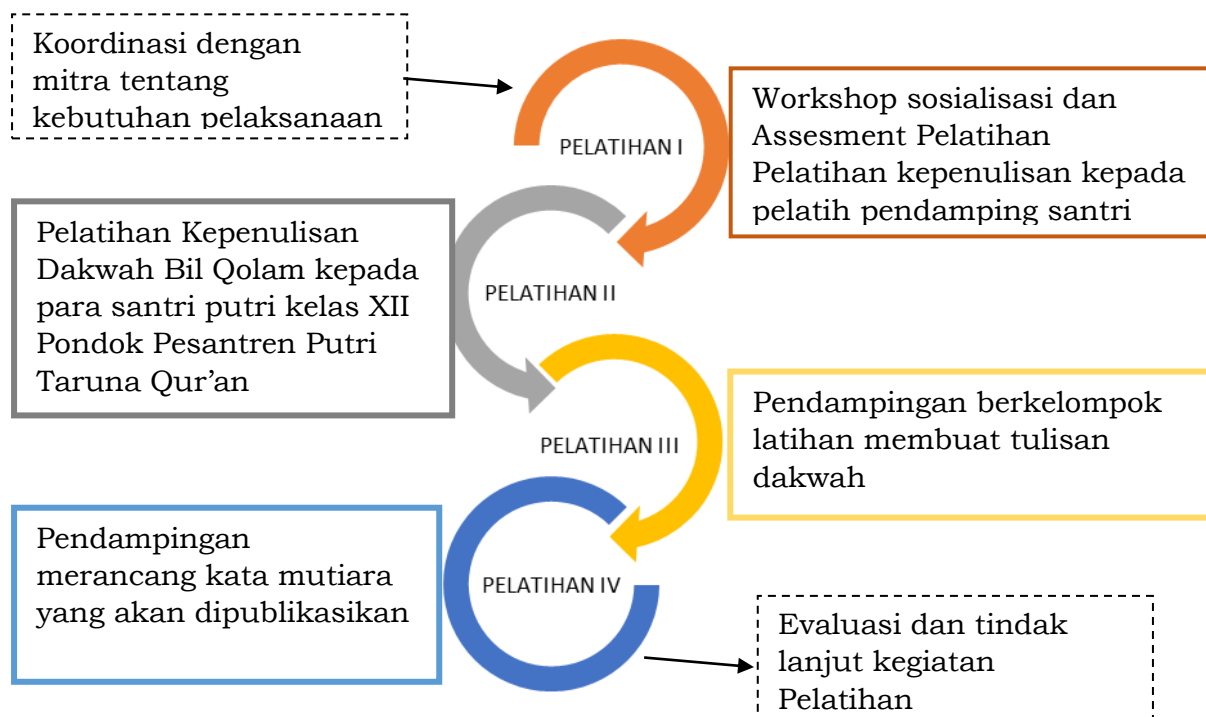 Koordinasi dengan
mitra tentang
kebutuhan pelaksanaan
PELATIHAN I
Workshop sosialisasi dan
Assesment Pelatihan
Pelatihan kepenulisan kepada
pelatih pendamping santri
Pelatihan Kepenulisan
Dakwah Bil Qolam kepada
para santri putri kelas XII
Pondok Pesantren Putri
Taruna Qur’an
PELATIHAN II
PELATIHAN III
Pendampingan berkelompok
latihan membuat tulisan
dakwah
Pendampingan
merancang kata mutiara
yang akan dipublikasikan
PELATIHAN IV
Evaluasi dan tindak
lanjut kegiatan
Pelatihan